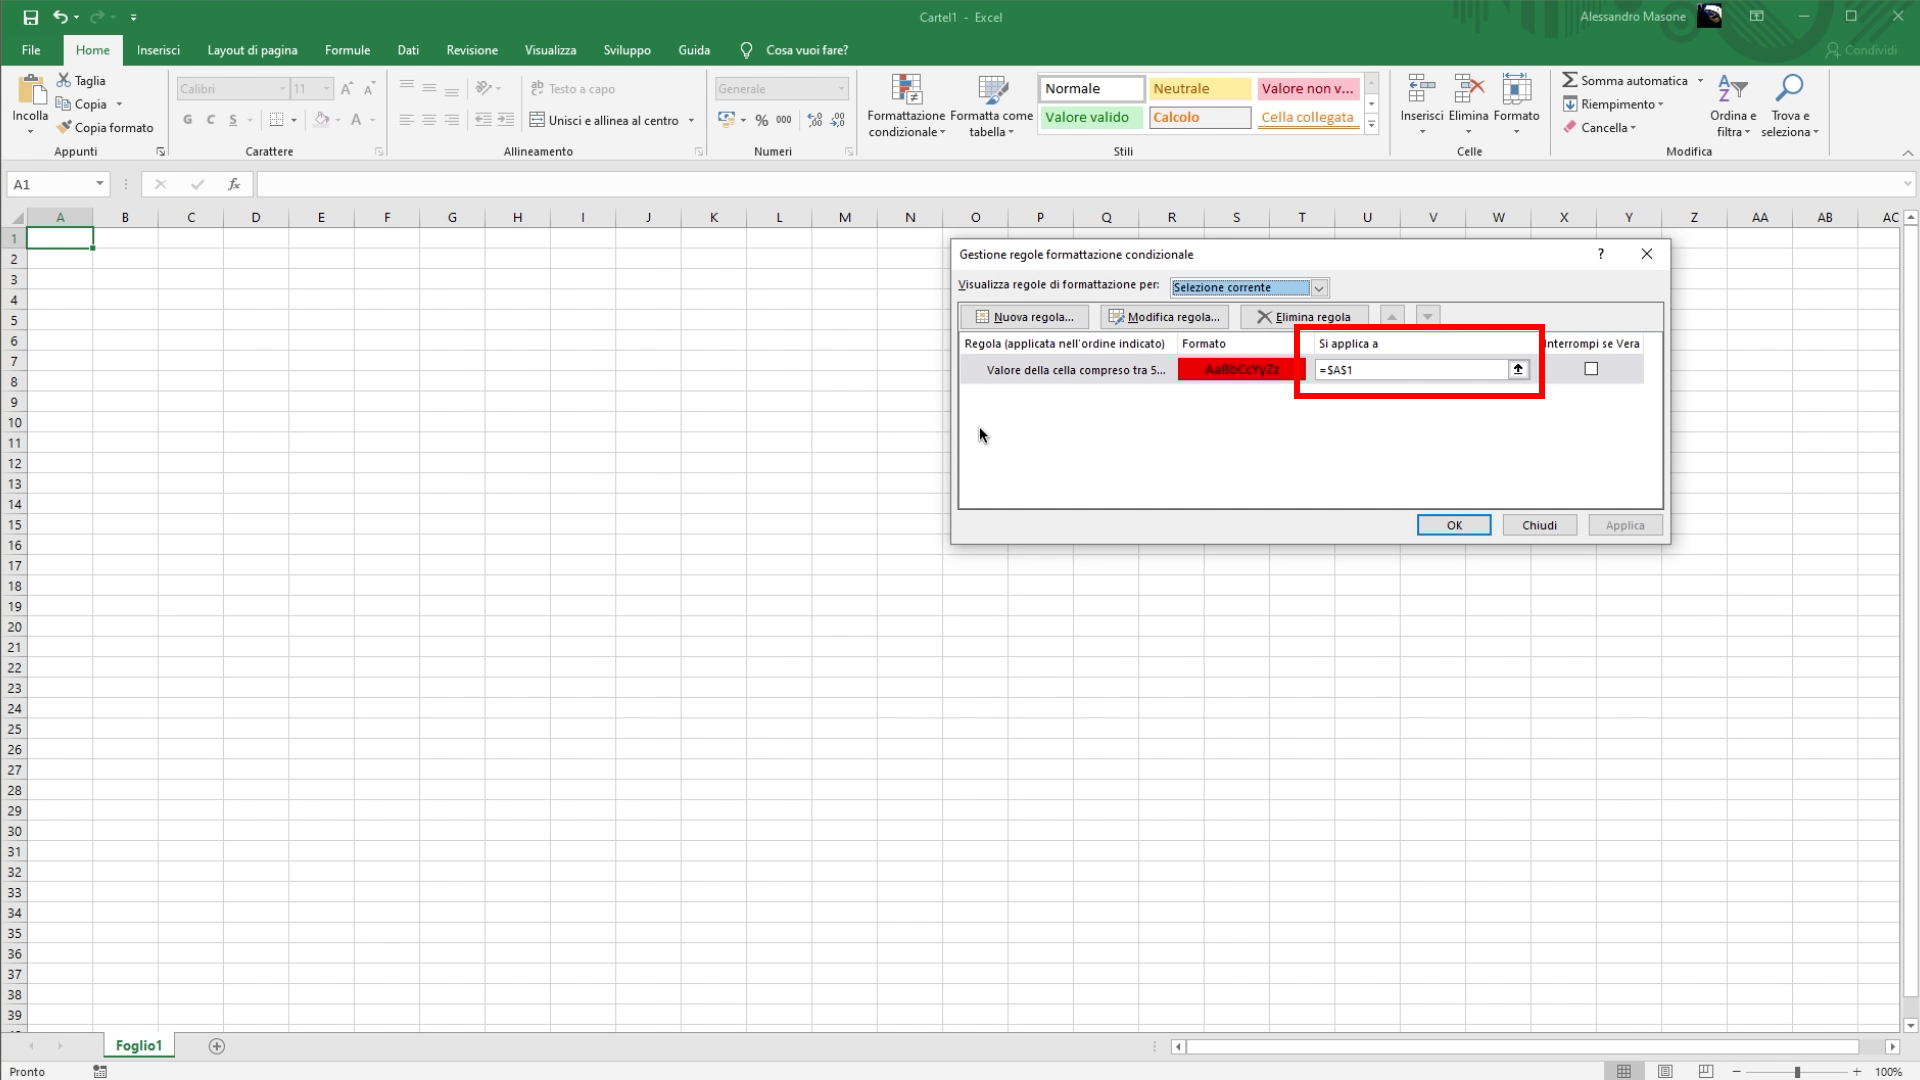 Cartel1 - Excel
Alessandro Masone
File Home Inserisci Layout di pagina Formule Dati Revisione Visualizza Sviluppo Guida Cosa vuoi fare? Condividi
Incolla
Taglia
Copia
Copia formato
Appunti
Calibri 11
G C S A A A
Carattere
ab Testo a capo
Unisci e allinea al centro
Allineamento
Generale
% 000
Numeri
Formattazione condizionale
Formatta come tabella
Normale Neutrale Valore non v...
Valore valido Calcolo Cella collegata
Stili
Inserisci Elimina Formato
Celle
Somma automatica
Riempimento
Cancella
Ordina e filtra
Trova e seleziona
Modifica
A1 fx
A B C D E F G H I J K L M N O P Q R S T U V W X Y Z AA AB AC
1
2
3
4
5
6
7
8
9
10
11
12
13
14
15
16
17
18
19
20
21
22
23
24
25
26
27
28
29
30
31
32
33
34
35
36
37
38
39
Gestione regole formattazione condizionale ?
Visualizza regole di formattazione per: Selezione corrente
Nuova regola... Modifica regola... Elimina regola
Regola (applicata nell'ordine indicato) Formato Si applica a Interrompi se Vera
Valore della cella compreso tra 5... AaBbCcYyZz =$A$1
OK Chiudi Applica
Foglio1
Pronto 100%